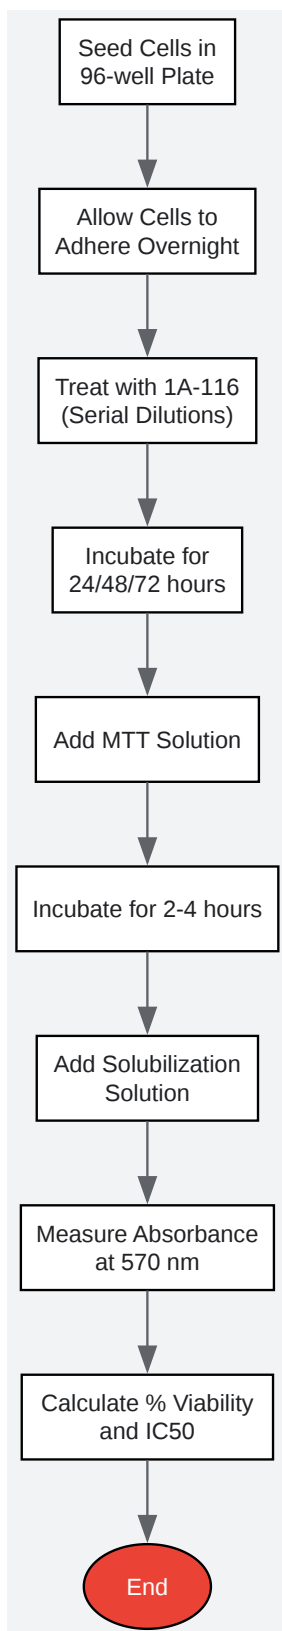 Seed Cells in
96-well Plate
Allow Cells to
Adhere Overnight
Treat with 1A-116
(Serial Dilutions)
Incubate for
24/48/72 hours
Add MTT Solution
Incubate for 2-4 hours
Add Solubilization
Solution
Measure Absorbance
at 570 nm
Calculate % Viability
and IC50
End